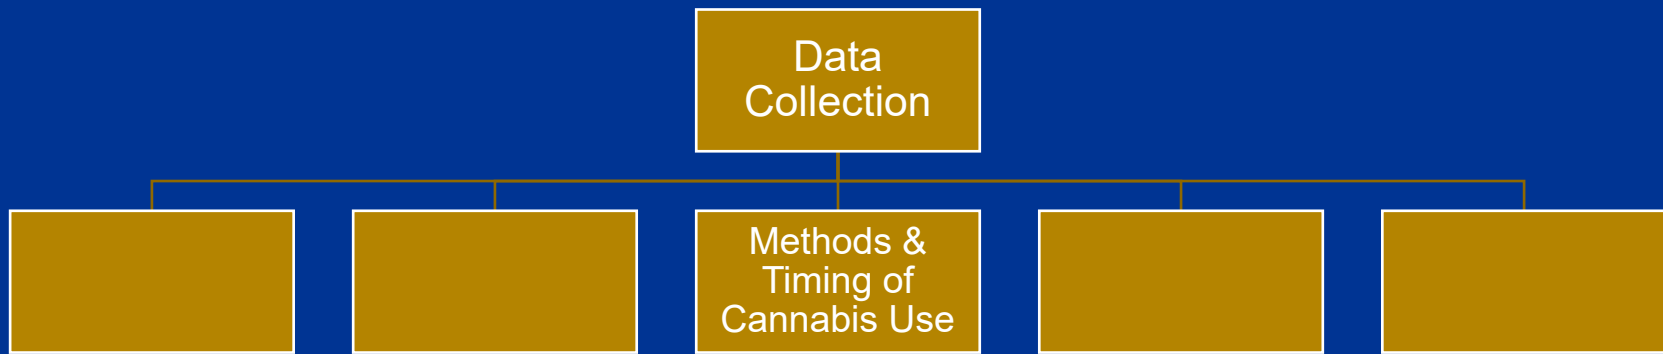 Data
Collection
Methods &
Timing of
Cannabis Use